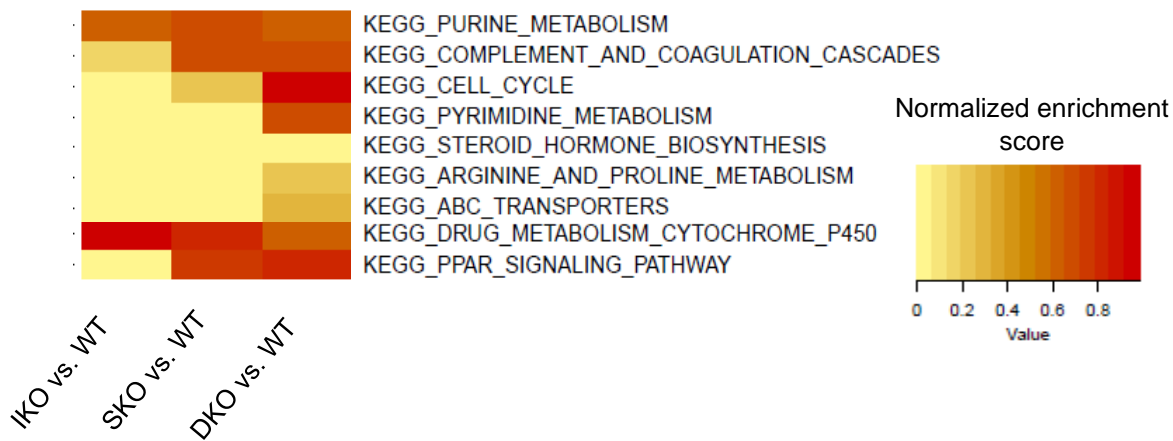 KEGG_PURINE_METABOLISM
KEGG_COMPLEMENT_AND_COAGULATION_CASCADES
KEGG_CELL_CYCLE
KEGG_PYRIMIDINE_METABOLISM
KEGG_STEROID_HORMONE_BIOSYNTHESIS
KEGG_ARGININE_AND_PROLINE_METABOLISM
KEGG_ABC_TRANSPORTERS
KEGG_DRUG_METABOLISM_CYTOCHROME_P450
KEGG_PPAR_SIGNALING_PATHWAY
IKO vs. WT
SKO vs. WT
DKO vs. WT
Normalized enrichment
score
0 0.2 0.4 0.6 0.8
Value